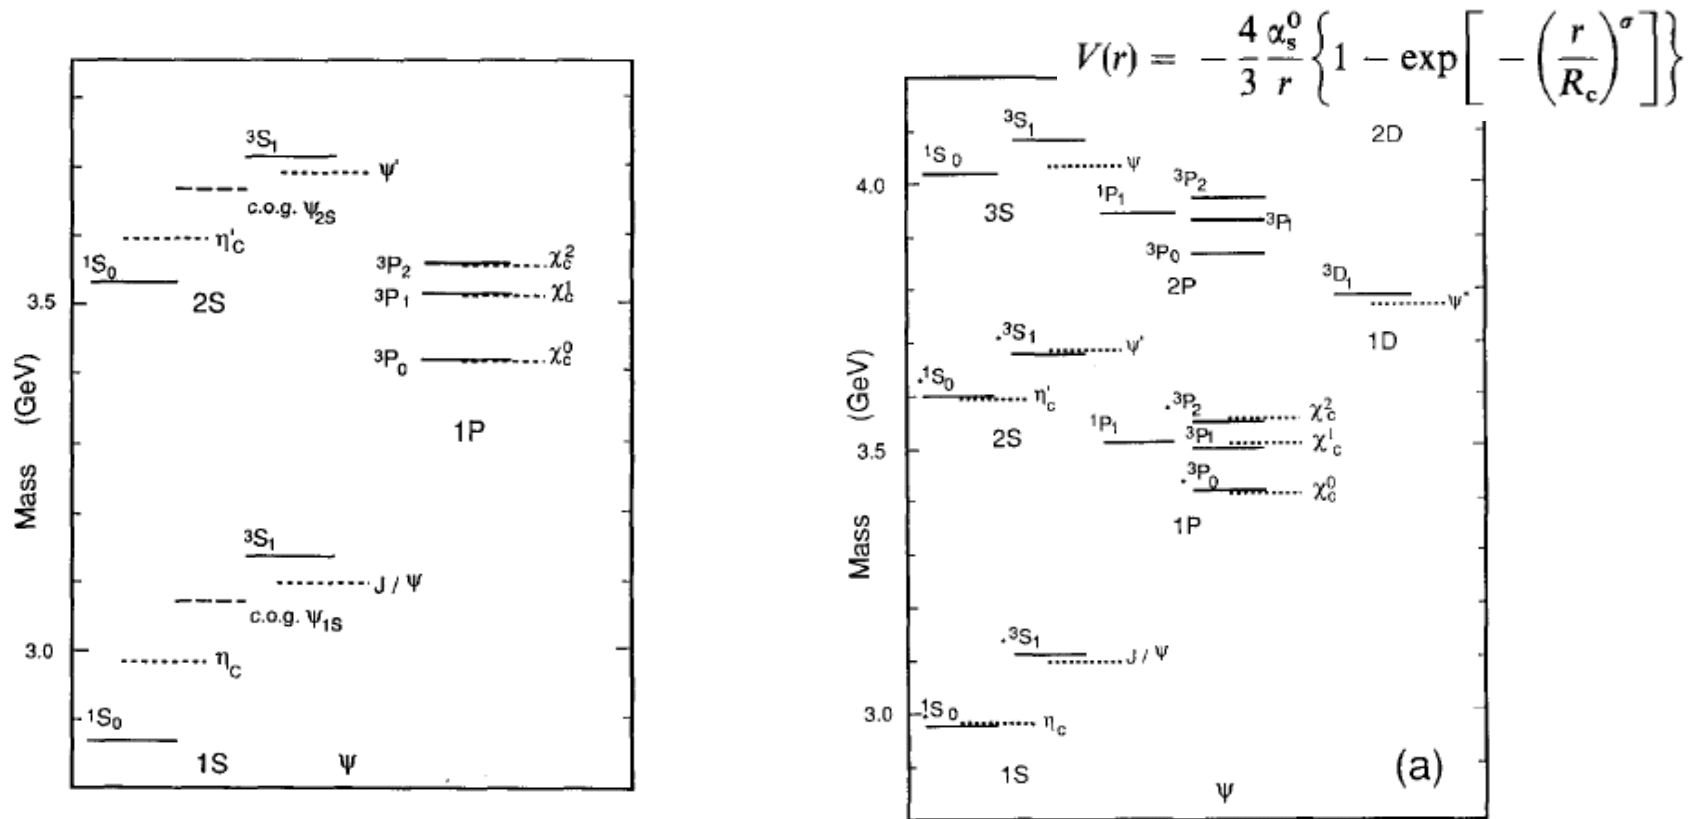 V(r) = - 4/3 α_s^0/r {1 - exp[-(r/R_c)^σ]}
Mass (GeV)
3.5
3.0
³S₁
ψ'
c.o.g. ψ₂S
η'c
¹S₀
2S
³P₂
χc²
³P₁
χc¹
³P₀
χc⁰
1P
³S₁
J / ψ
c.o.g. ψ₁S
ηc
¹S₀
1S
ψ
Mass (GeV)
4.0
3.5
3.0
³S₁
2D
¹S₀
ψ
³P₂
¹P₁
3S
³P₁
³P₀
2P
³D₁
ψ"
1D
³S₁
ψ'
¹S₀
η'c
2S
³P₂
χc²
¹P₁
³P₁
χc¹
³P₀
χc⁰
1P
³S₁
J / ψ
¹S₀
ηc
1S
ψ
(a)